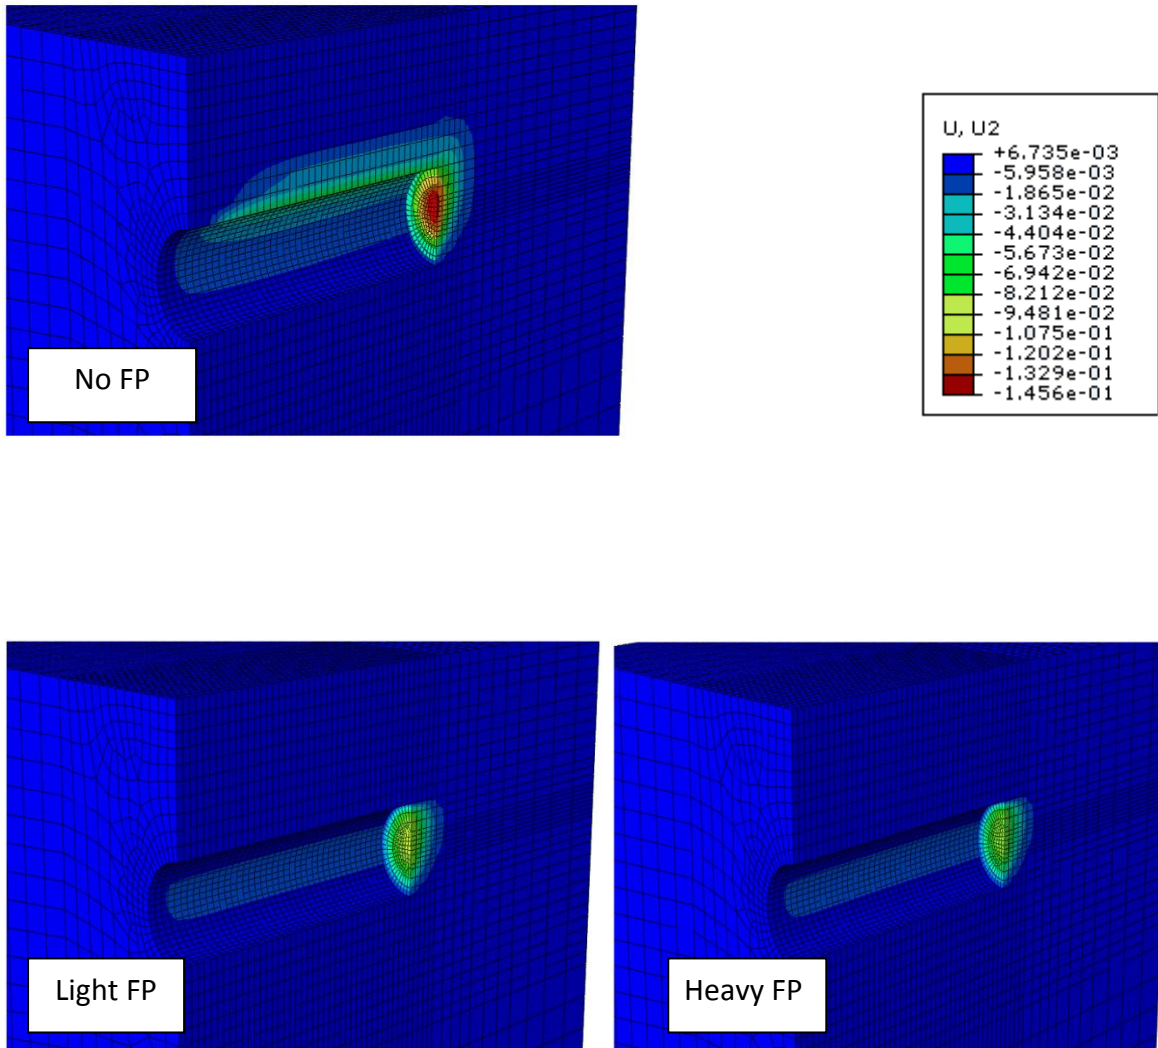 U, U2
+6.735e-03
-5.958e-03
-1.865e-02
-3.134e-02
-4.404e-02
-5.673e-02
-6.942e-02
-8.212e-02
-9.481e-02
-1.075e-01
-1.202e-01
-1.329e-01
-1.456e-01
No FP
Light FP
Heavy FP